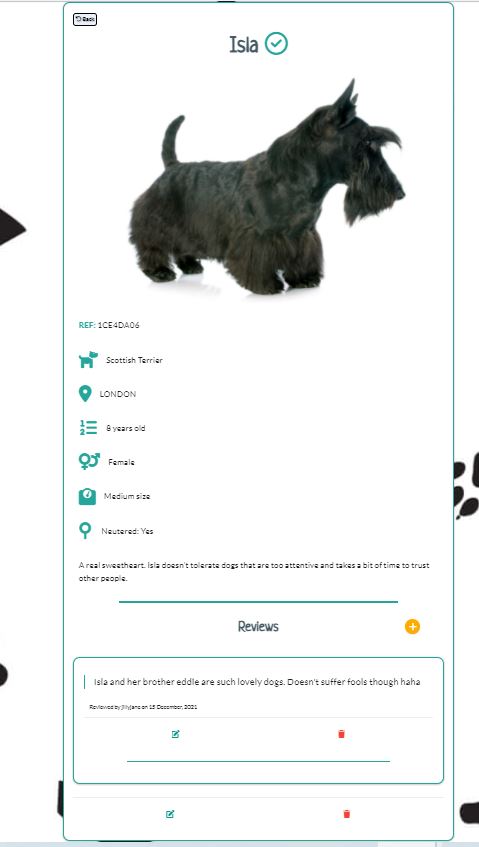 Back
Isla
REF: 1CE4DA06
Scottish Terrier
LONDON
8 years old
Female
Medium size
Neutered: Yes
A real sweetheart. Isla doesn't tolerate dogs that are too attentive and takes a bit of time to trust
other people.
Reviews
Isla and her brother eddie are such lovely dogs. Doesn't suffer fools though haha
Reviewed by jillyjane on 15 December, 2021